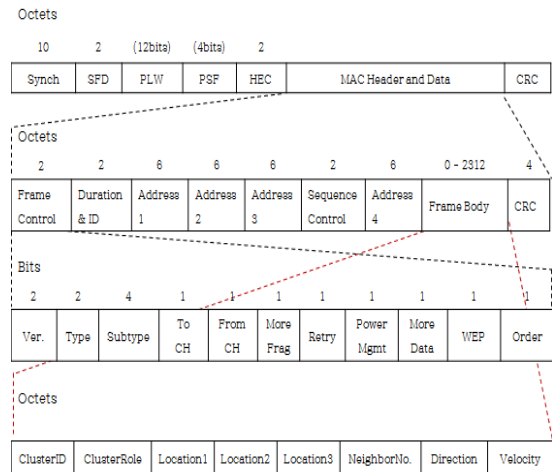 Octets
10 2 (12bits) (4bits) 2
Synch SFD PLW PSF HEC MAC Header and Data CRC
Octets
2 2 6 6 6 2 6 0 - 2312 4
Frame Control Duration & ID Address 1 Address 2 Address 3 Sequence Control Address 4 Frame Body CRC
Bits
2 2 4 1 1 1 1 1 1 1 1
Ver. Type Subtype To CH From CH More Frag Retry Power Mgmt More Data WEP Order
Octets
ClusterID ClusterRole Location1 Location2 Location3 NeighborNo. Direction Velocity